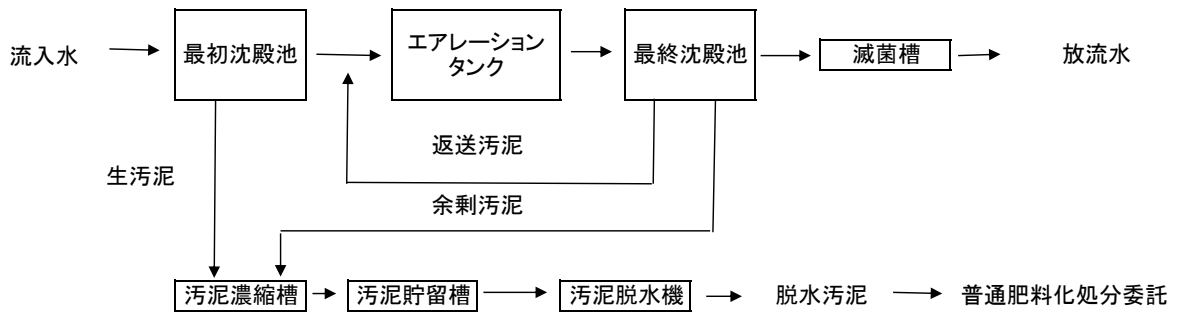 流入水
最初沈殿池
エアレーション
タンク
最終沈殿池
滅菌槽
放流水
返送汚泥
生汚泥
余剰汚泥
汚泥濃縮槽
汚泥貯留槽
汚泥脱水機
脱水汚泥
普通肥料化処分委託